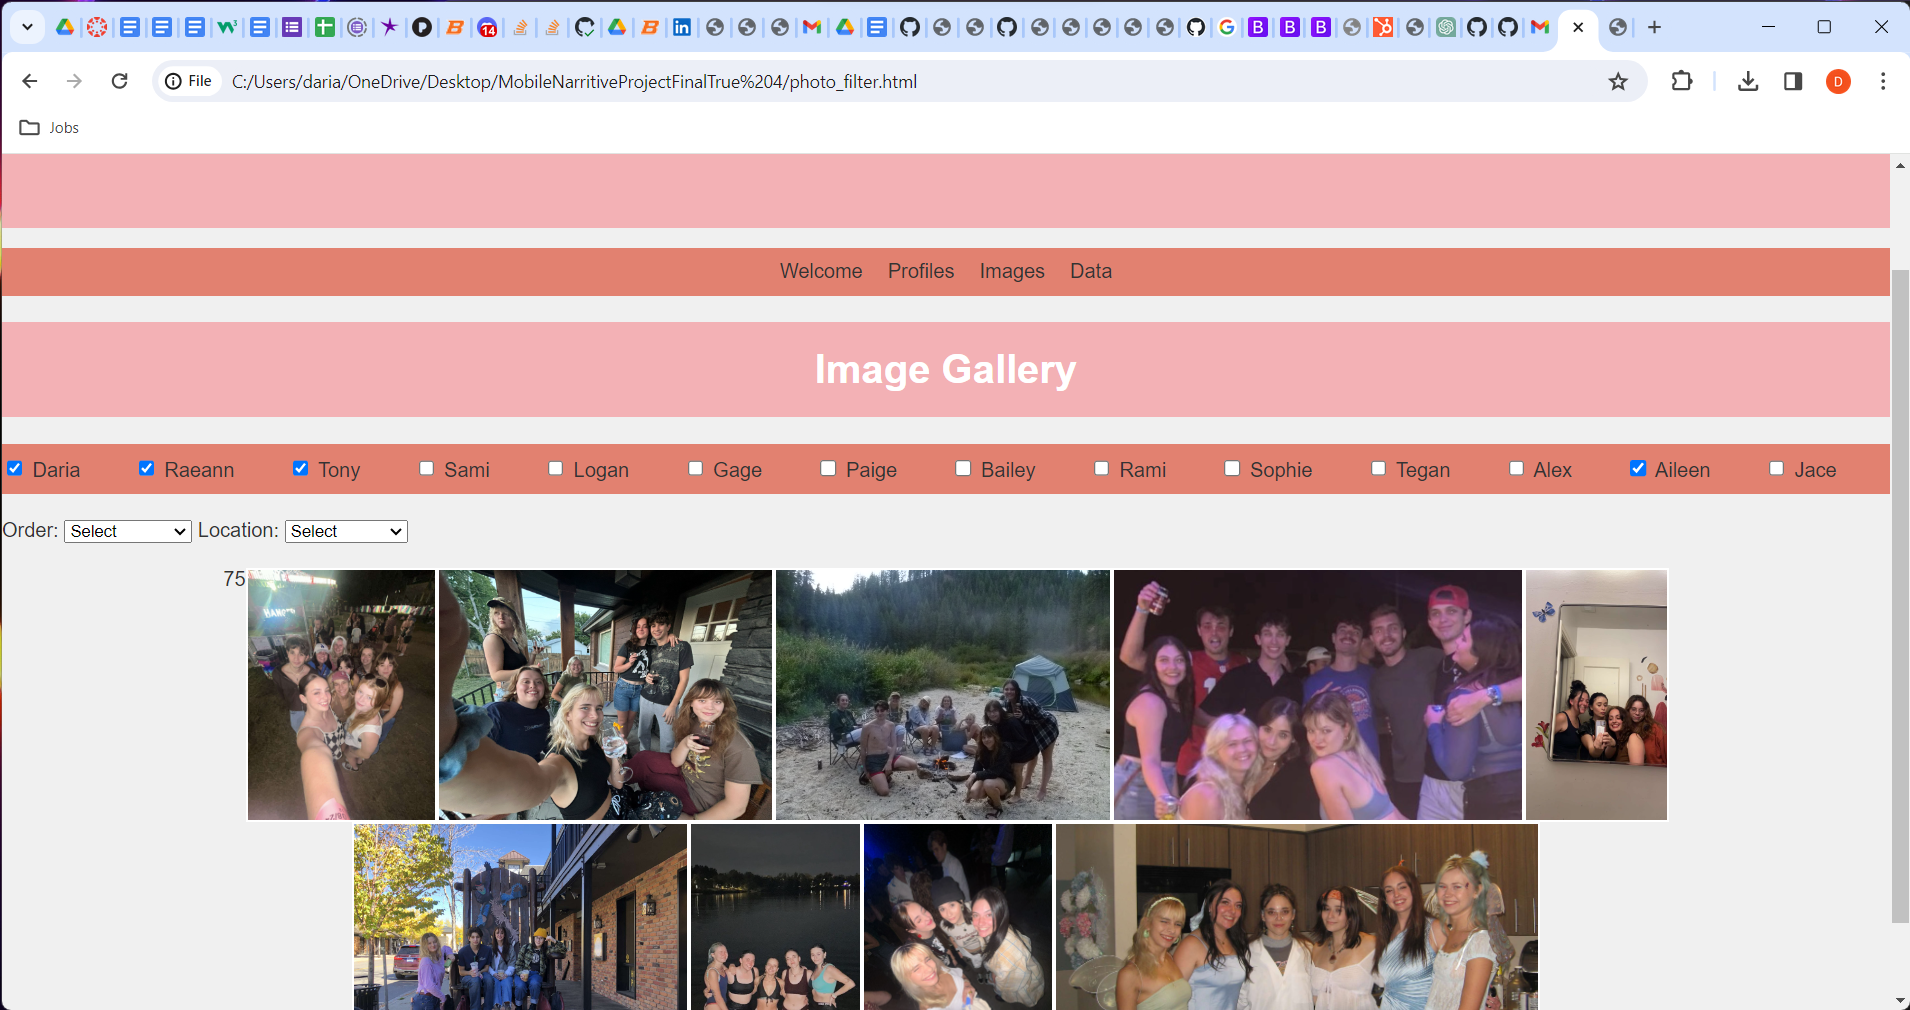 14
File C:/Users/daria/OneDrive/Desktop/MobileNarritiveProjectFinalTrue%204/photo_filter.html
D
Jobs
Welcome Profiles Images Data
Image Gallery
Daria Raeann Tony Sami Logan Gage Paige Bailey Rami Sophie Tegan Alex Aileen Jace
Order: Select Location: Select
75